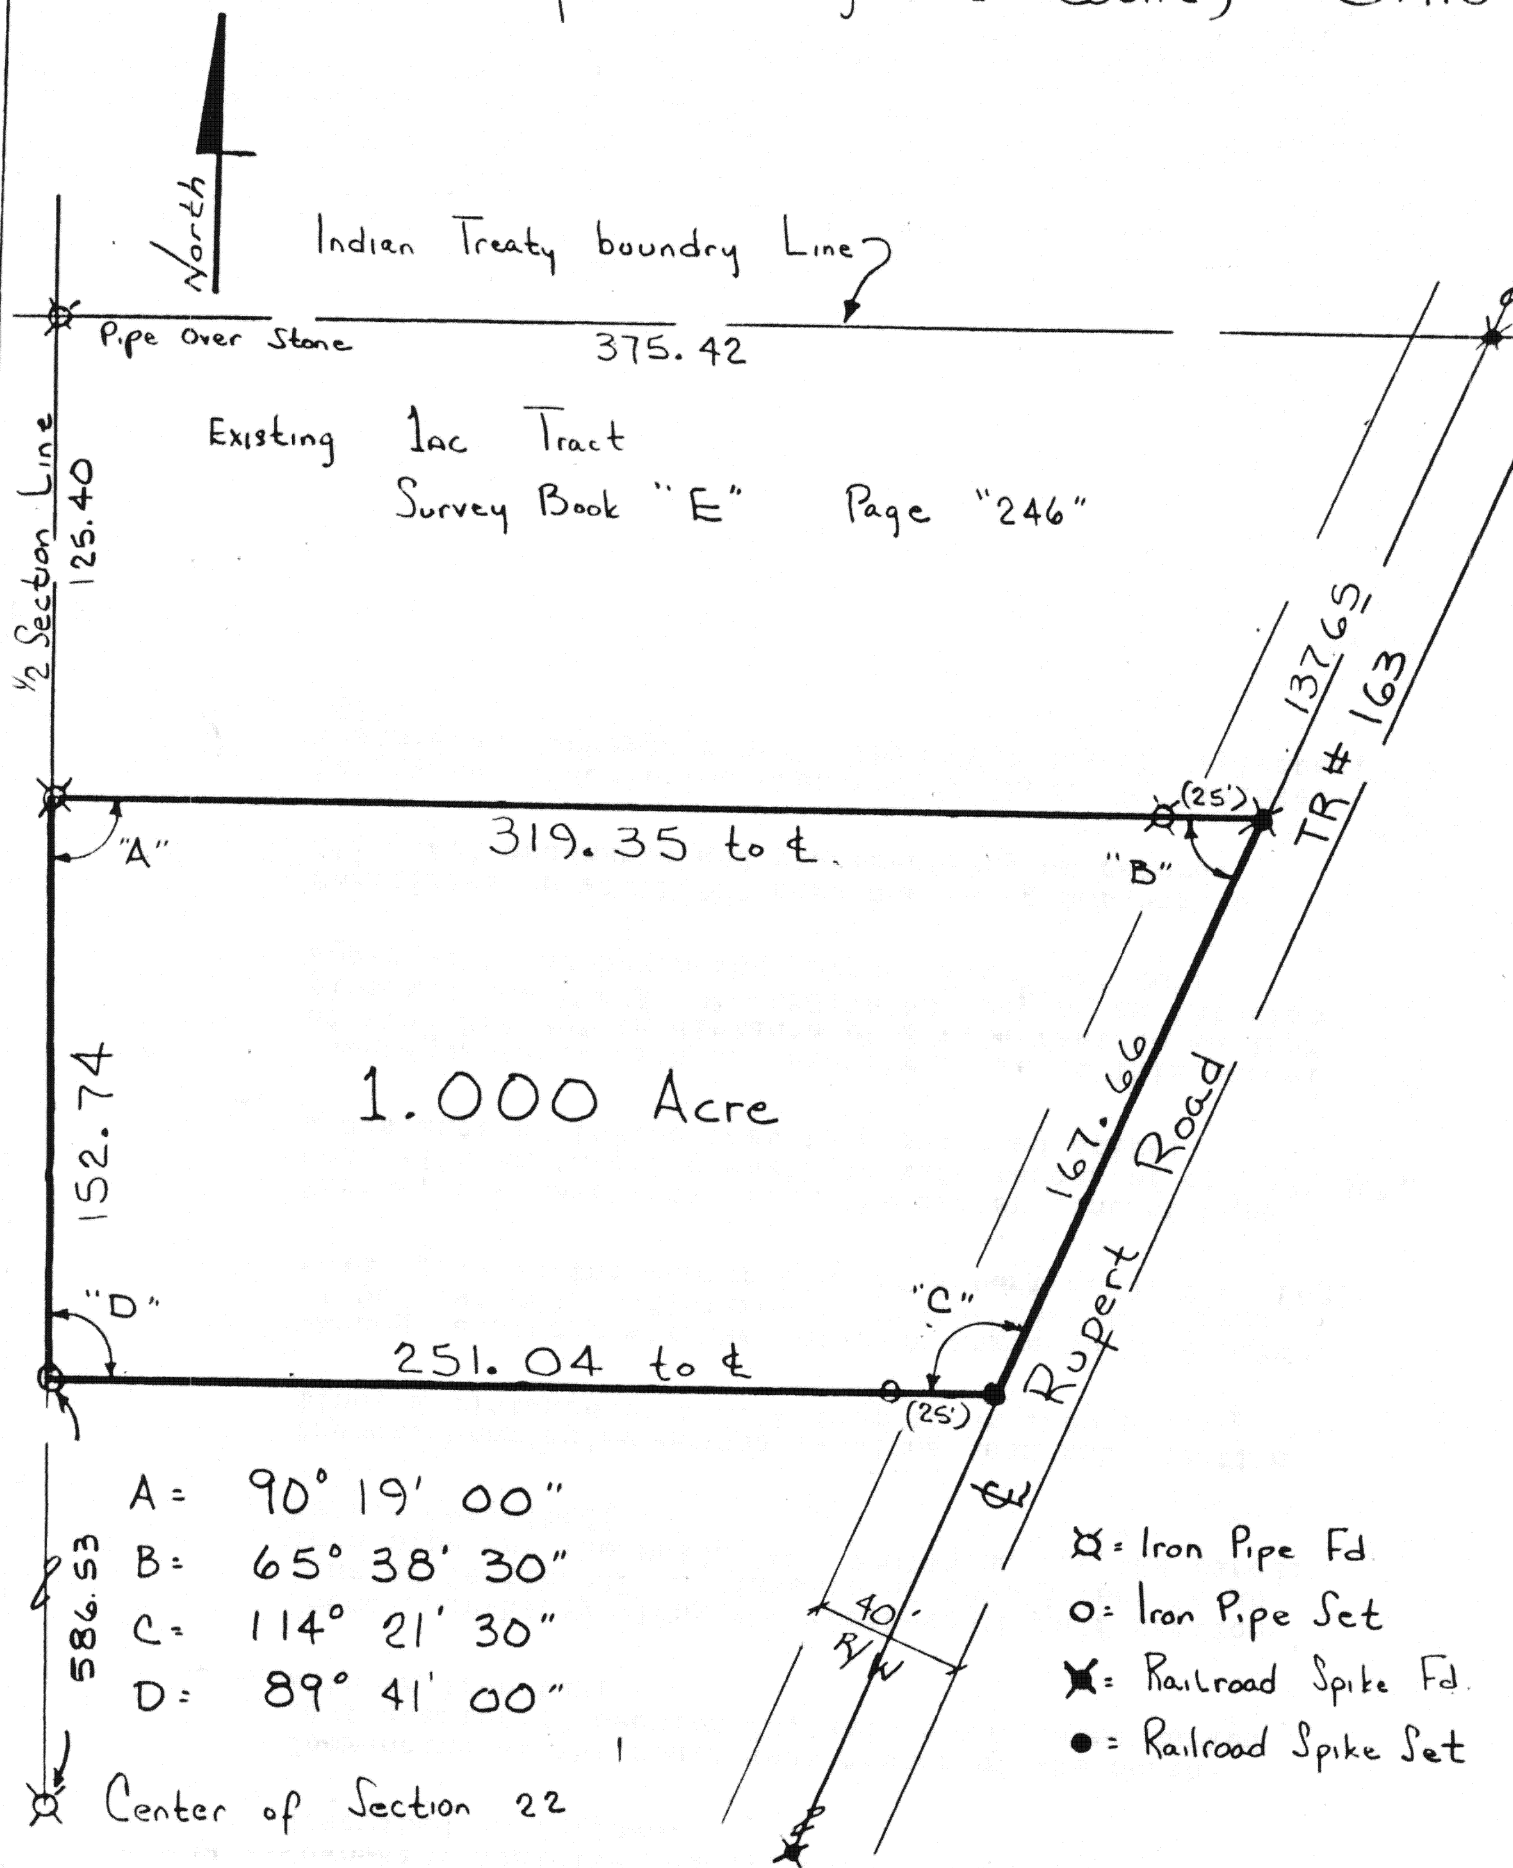 North
Indian Treaty boundry Line
Pipe Over Stone
375.42
Existing 1AC Tract
Survey Book "E" Page "246"
½ Section Line
125.40
137.65
TR # 163
(25')
"A"
319.35 to ℄
"B"
152.74
1.000 Acre
167.66
Rupert Road
"D"
"C"
251.04 to ℄
(25')
℄
A = 90° 19' 00"
B = 65° 38' 30"
C = 114° 21' 30"
D = 89° 41' 00"
586.53
40'
R/W
= Iron Pipe Fd.
= Iron Pipe Set
= Railroad Spike Fd.
= Railroad Spike Set
Center of Section 22